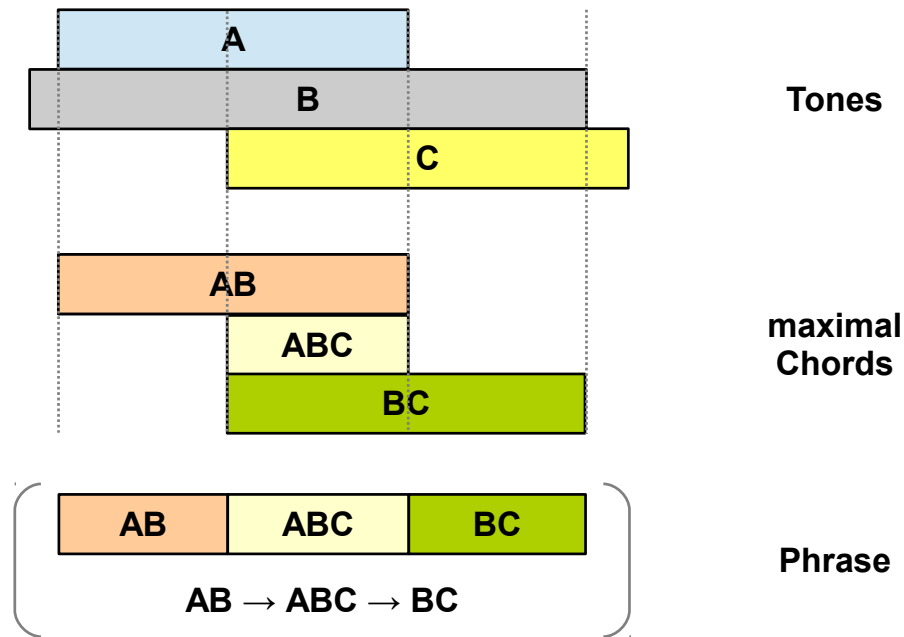 A
B
Tones
C
AB
ABC
maximal
Chords
BC
AB ABC BC
Phrase
AB → ABC → BC